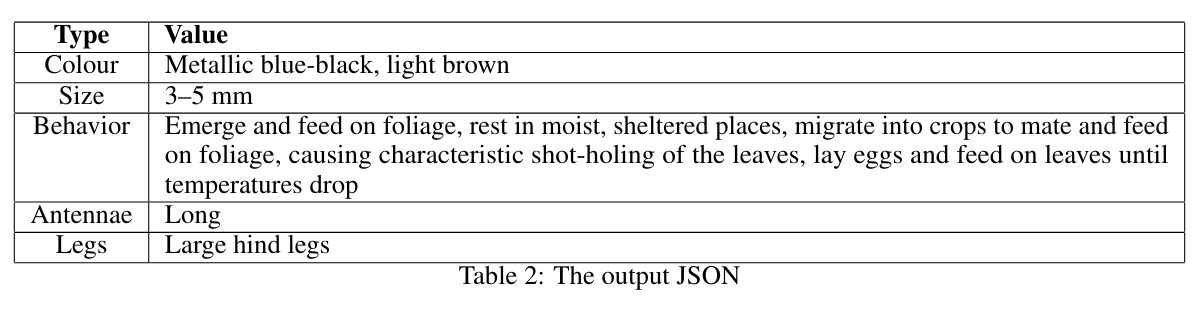 Type Value
Colour Metallic blue-black, light brown
Size 3–5 mm
Behavior Emerge and feed on foliage, rest in moist, sheltered places, migrate into crops to mate and feed
on foliage, causing characteristic shot-holing of the leaves, lay eggs and feed on leaves until
temperatures drop
Antennae Long
Legs Large hind legs
Table 2: The output JSON